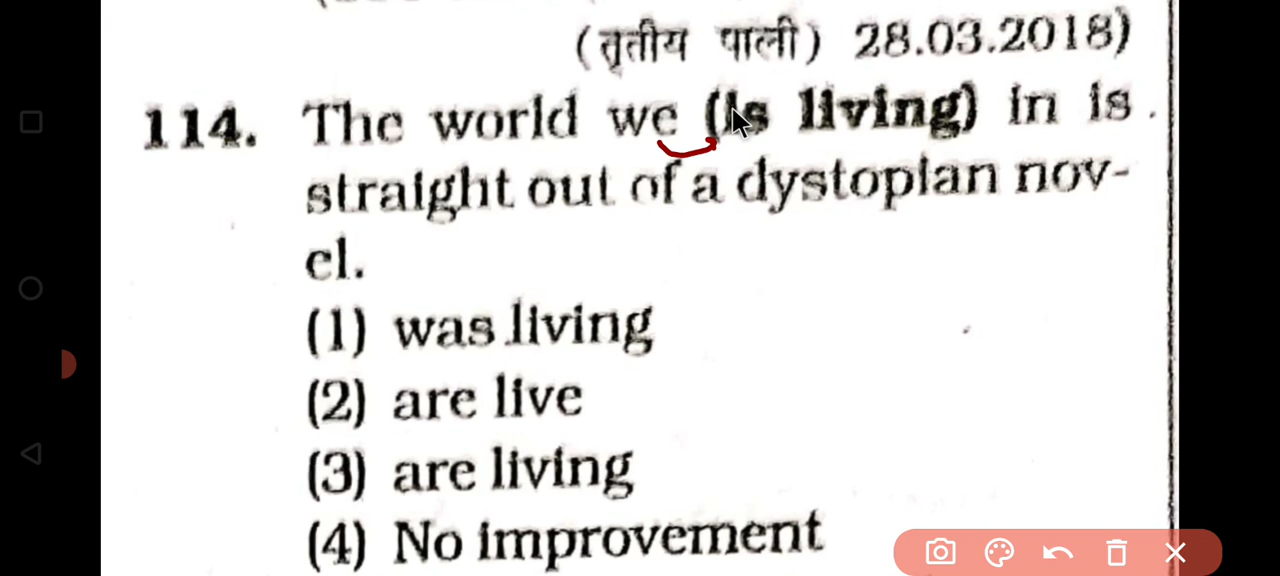 (तृतीय पाली) 28.03.2018)
114. The world we (is living) in is
straight out of a dystopian nov-
el.
(1) was living
(2) are live
(3) are living
(4) No improvement